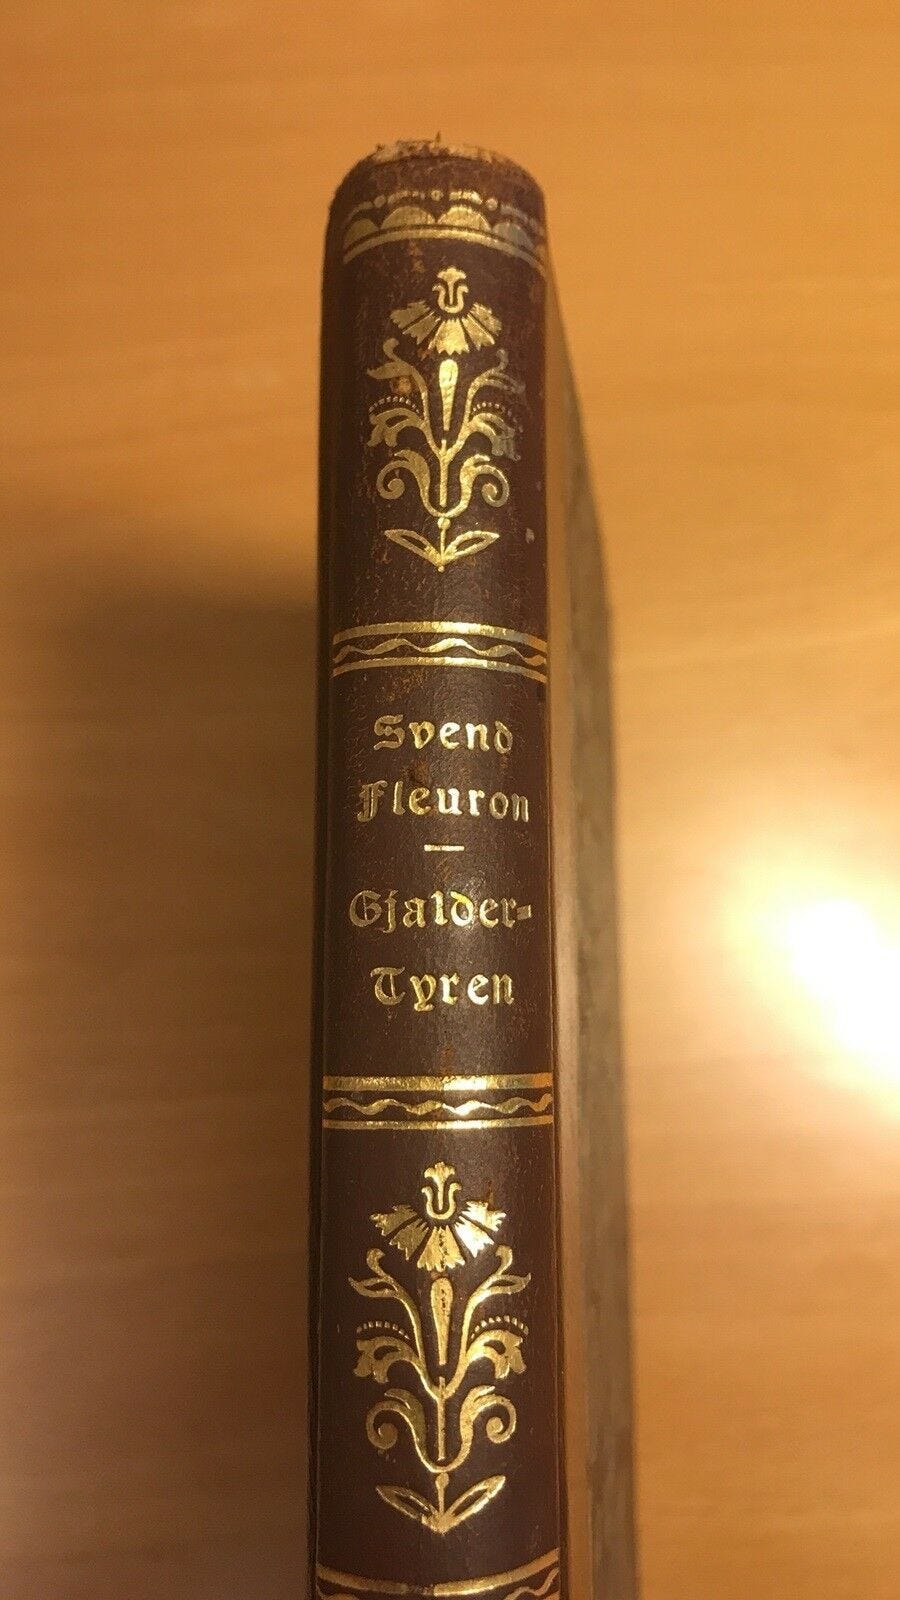 Svend
Fleuron
—
Gjalder-
Tyren